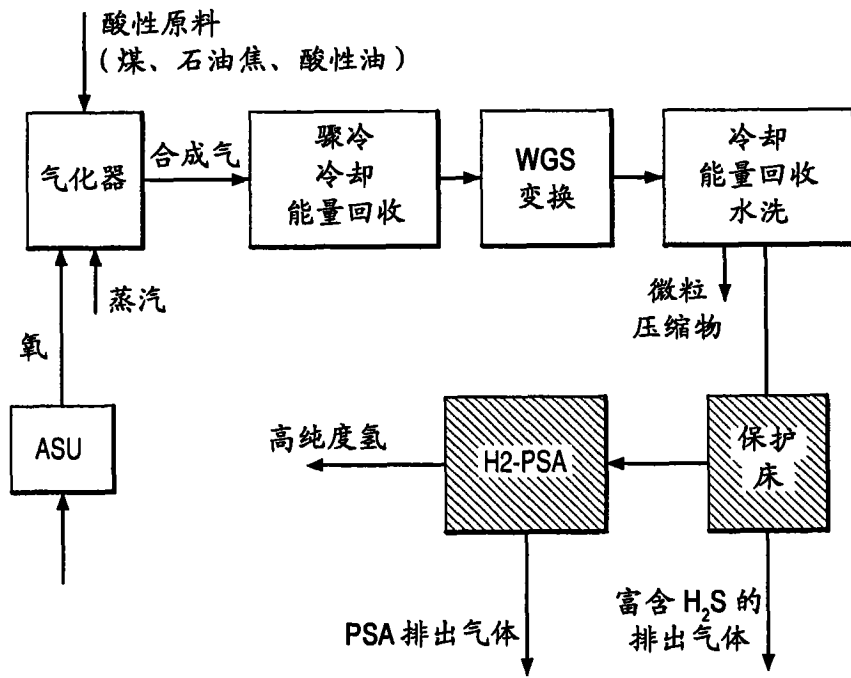 酸性原料
(煤、石油焦、酸性油)
气化器
合成气
骤冷
冷却
能量回收
WGS
变换
冷却
能量回收
水洗
蒸汽
微粒
压缩物
氧
ASU
高纯度氢
H2-PSA
保护
床
PSA 排出气体
富含 H₂S 的
排出气体